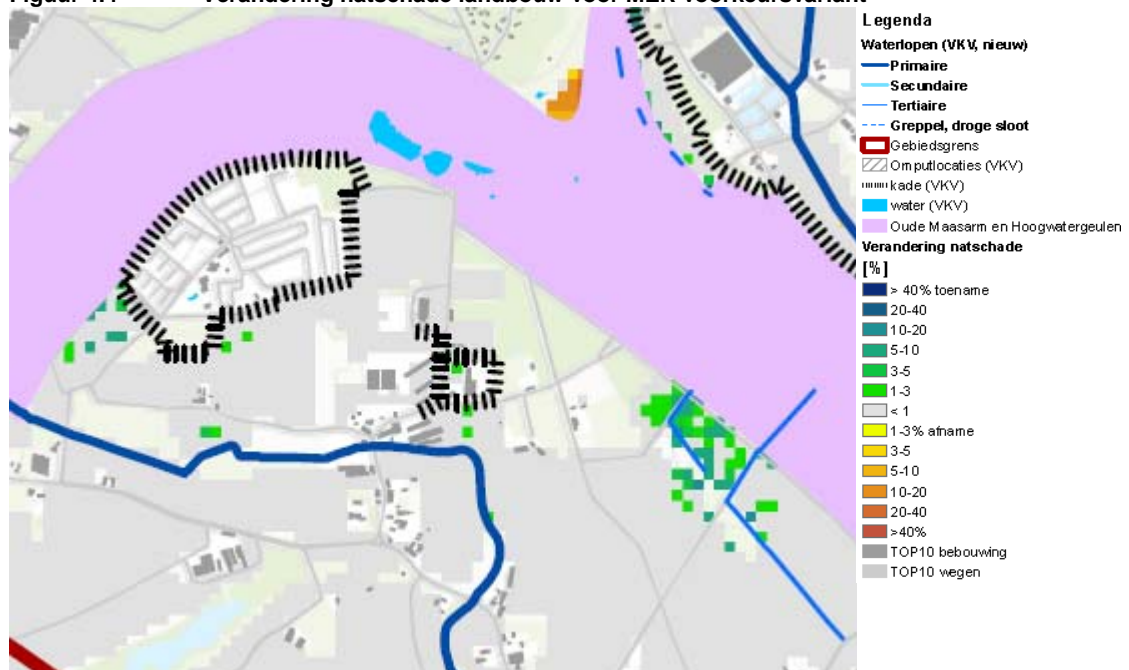 Verandering natschade landbouw voor MER voorkeursvariant
Legenda
Waterlopen (VKV, nieuw)
Primaire
Secundaire
Tertiaire
Greppel, droge sloot
Gebiedsgrens
Omputlocaties (VKV)
kade (VKV)
water (VKV)
Oude Maasarm en Hoogwatergeulen
Verandering natschade
[%]
> 40% toename
20-40
10-20
5-10
3-5
1-3
< 1
1-3% afname
3-5
5-10
10-20
20-40
>40%
TOP10 bebouwing
TOP10 wegen